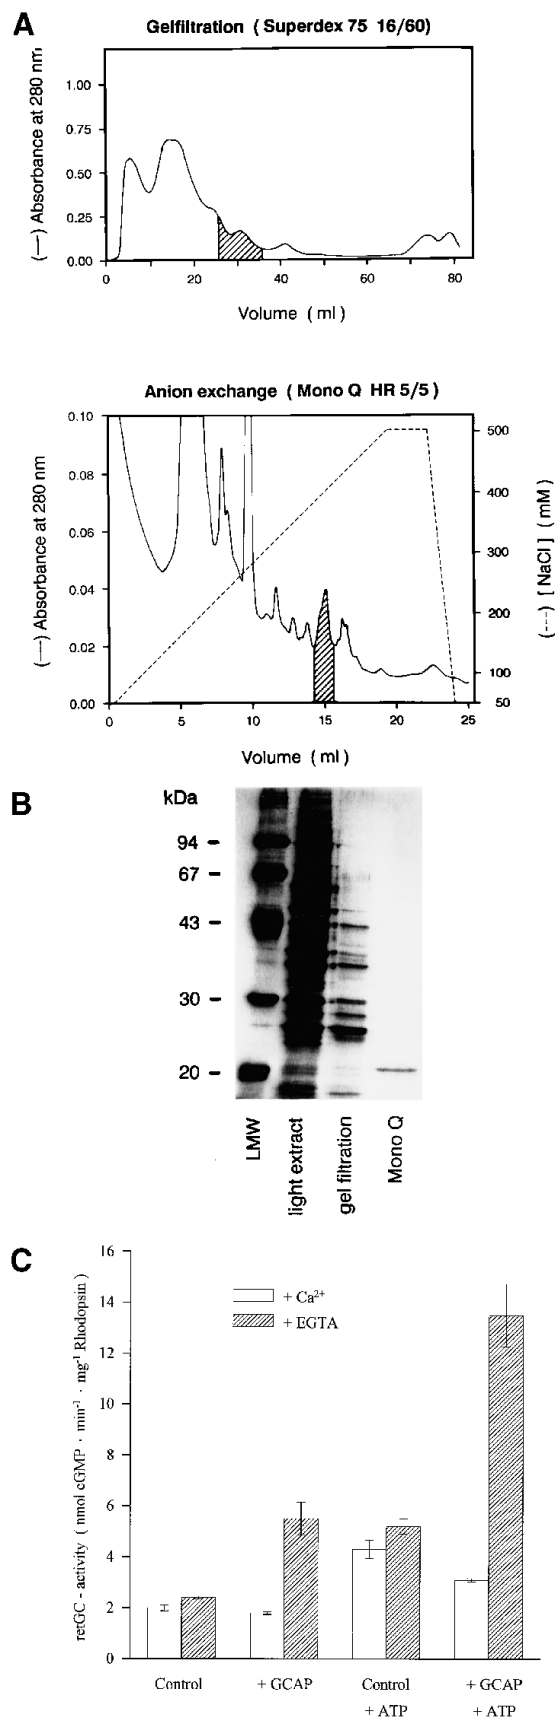 A
Gelfiltration ( Superdex 75 16/60)
(—) Absorbance at 280 nm
1.00
0.75
0.50
0.25
0.00
0 20 40 60 80
Volume ( ml )
Anion exchange ( Mono Q HR 5/5 )
(—) Absorbance at 280 nm
0.10
0.08
0.06
0.04
0.02
0.00
500
400
300
200
100
50
(---) [ NaCl ] ( mM )
0 5 10 15 20 25
Volume ( ml )
B
kDa
94
67
43
30
20
LMW
light extract
gel filtration
Mono Q
C
retGC - activity ( nmol cGMP · min⁻¹ · mg⁻¹ Rhodopsin )
16
14
12
10
8
6
4
2
0
+ Ca²⁺
+ EGTA
Control + GCAP Control + GCAP
+ ATP + ATP